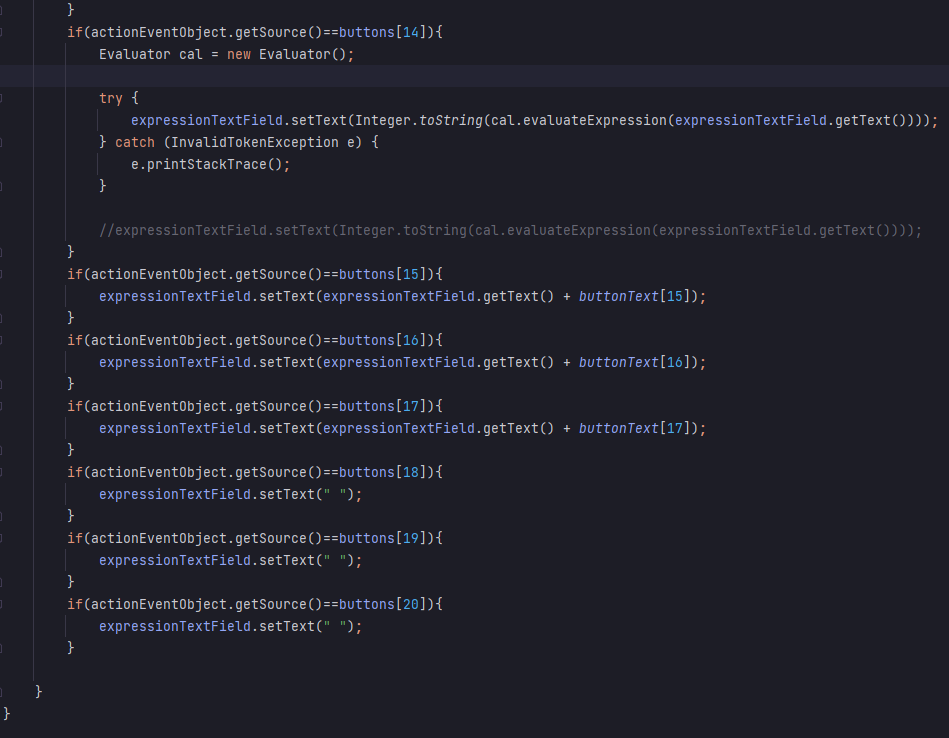 }
if(actionEventObject.getSource()==buttons[14]){
Evaluator cal = new Evaluator();
try {
expressionTextField.setText(Integer.toString(cal.evaluateExpression(expressionTextField.getText())));
} catch (InvalidTokenException e) {
e.printStackTrace();
}
//expressionTextField.setText(Integer.toString(cal.evaluateExpression(expressionTextField.getText())));
}
if(actionEventObject.getSource()==buttons[15]){
expressionTextField.setText(expressionTextField.getText() + buttonText[15]);
}
if(actionEventObject.getSource()==buttons[16]){
expressionTextField.setText(expressionTextField.getText() + buttonText[16]);
}
if(actionEventObject.getSource()==buttons[17]){
expressionTextField.setText(expressionTextField.getText() + buttonText[17]);
}
if(actionEventObject.getSource()==buttons[18]){
expressionTextField.setText(" ");
}
if(actionEventObject.getSource()==buttons[19]){
expressionTextField.setText(" ");
}
if(actionEventObject.getSource()==buttons[20]){
expressionTextField.setText(" ");
}
}
}